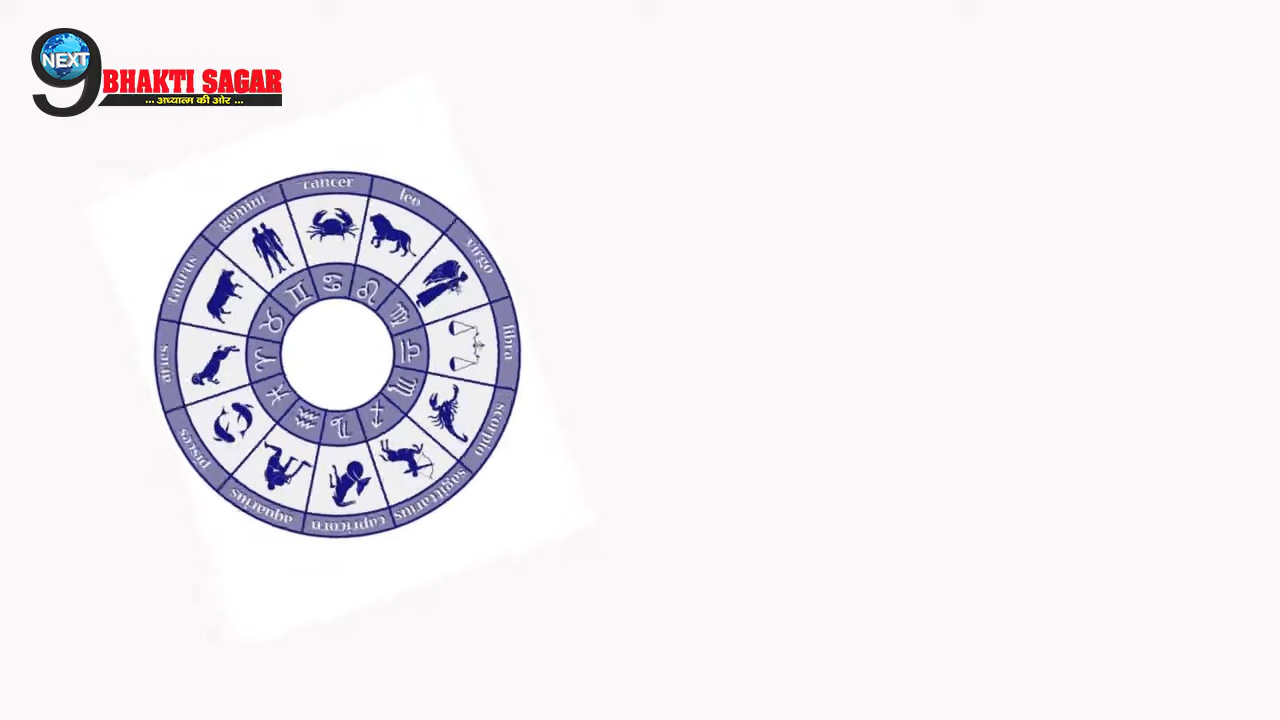 9 NEXT
BHAKTI SAGAR
... अध्यात्म की ओर ...
cancer
leo
virgo
libra
scorpio
sagittarius
capricorn
aquarius
pisces
aries
taurus
gemini